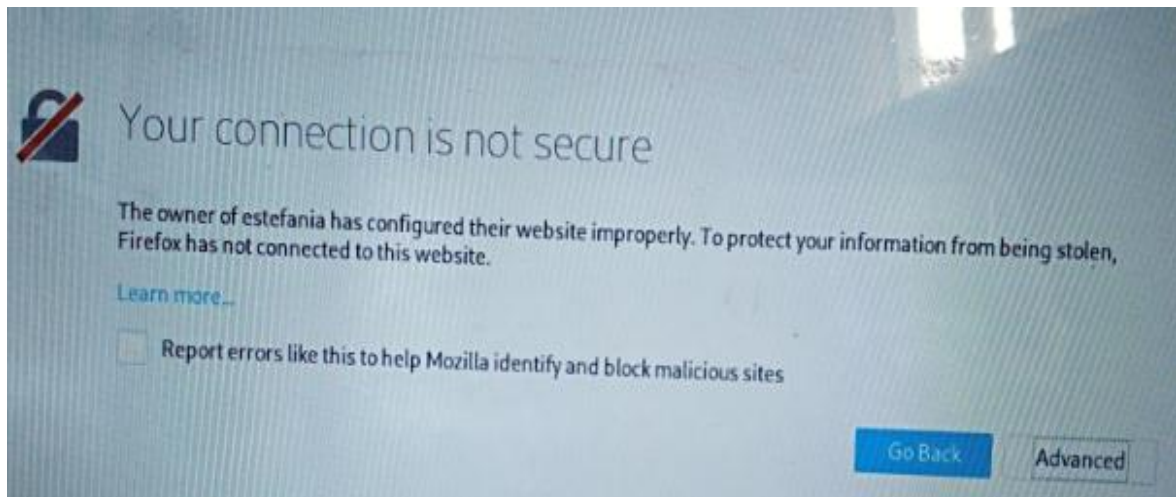 Your connection is not secure
The owner of estefania has configured their website improperly. To protect your information from being stolen,
Firefox has not connected to this website.
Learn more...
Report errors like this to help Mozilla identify and block malicious sites
Go Back
Advanced